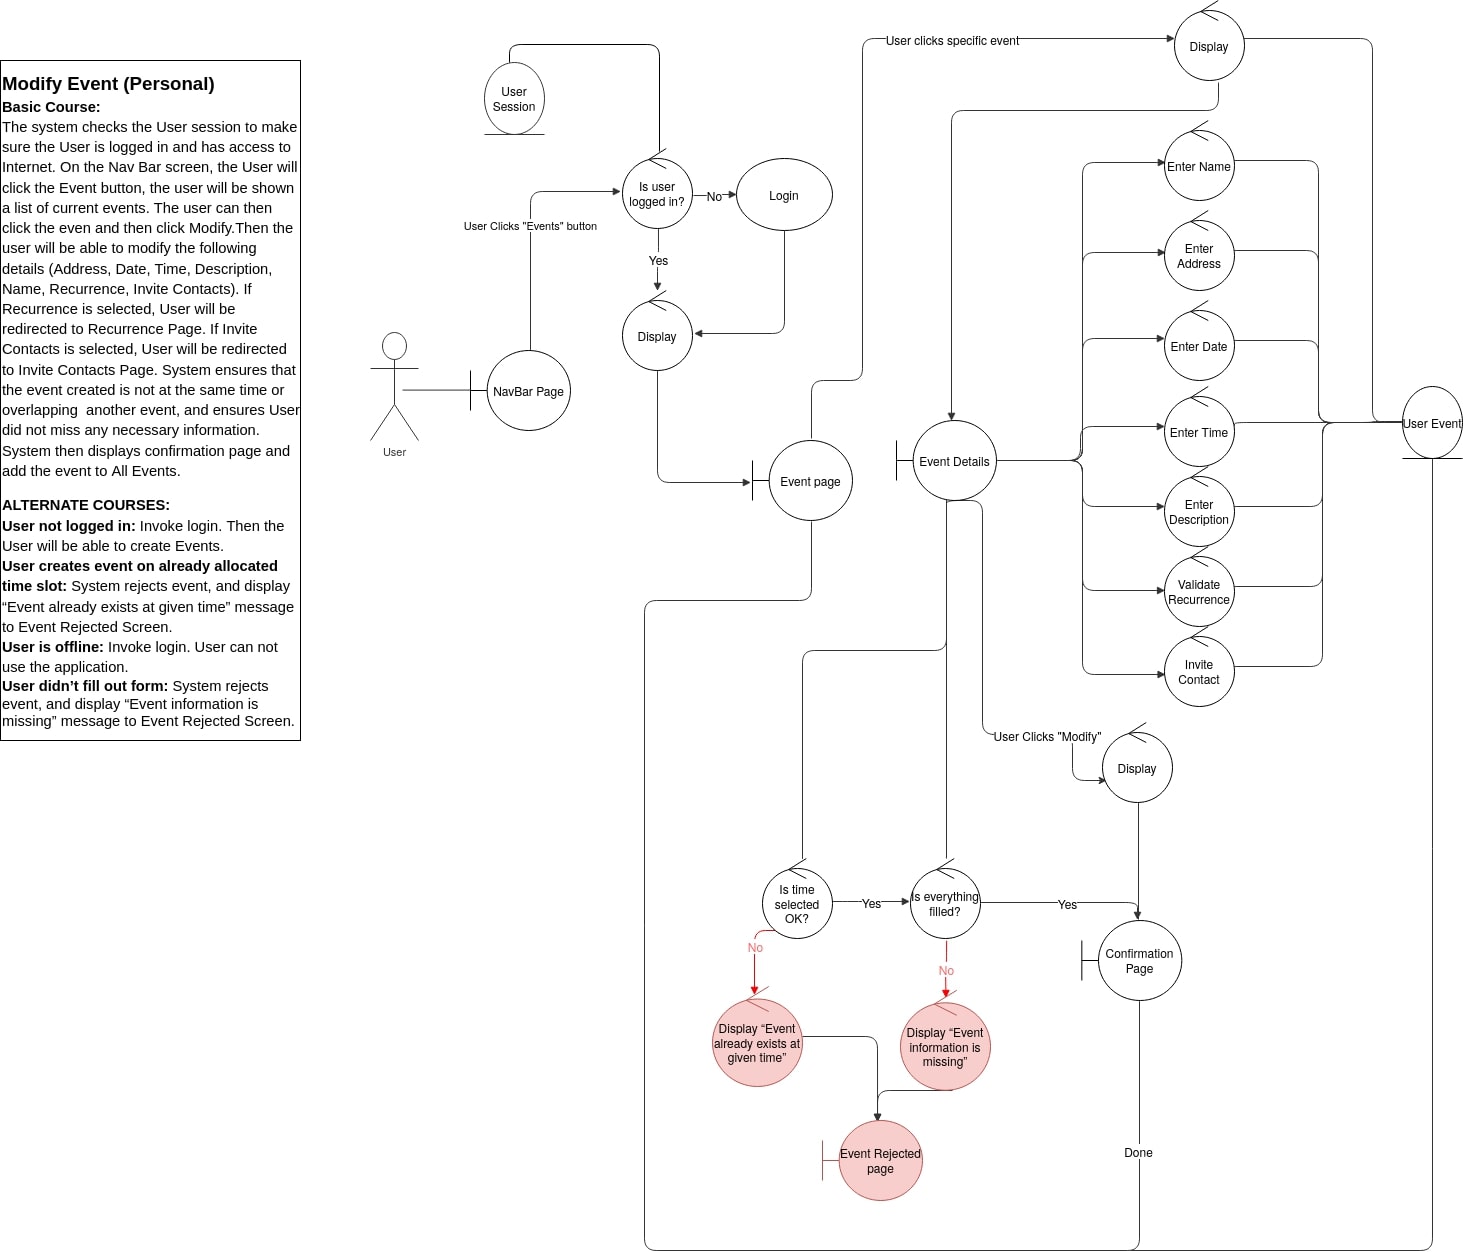 Modify Event (Personal)
Basic Course:
The system checks the User session to make
sure the User is logged in and has access to
Internet. On the Nav Bar screen, the User will
click the Event button, the user will be shown
a list of current events. The user can then
click the even and then click Modify.Then the
user will be able to modify the following
details (Address, Date, Time, Description,
Name, Recurrence, Invite Contacts). If
Recurrence is selected, User will be
redirected to Recurrence Page. If Invite
Contacts is selected, User will be redirected
to Invite Contacts Page. System ensures that
the event created is not at the same time or
overlapping  another event, and ensures User
did not miss any necessary information.
System then displays confirmation page and
add the event to All Events.
ALTERNATE COURSES:
User not logged in: Invoke login. Then the
User will be able to create Events.
User creates event on already allocated
time slot: System rejects event, and display
“Event already exists at given time” message
to Event Rejected Screen.
User is offline: Invoke login. User can not
use the application.
User didn’t fill out form: System rejects
event, and display “Event information is
missing” message to Event Rejected Screen.
User
NavBar Page
User Clicks "Events" button
User
Session
Is user
logged in?
No
Login
Yes
Display
Event page
User clicks specific event
Display
Event Details
Enter Name
Enter
Address
Enter Date
Enter Time
Enter
Description
Validate
Recurrence
Invite
Contact
User Event
User Clicks "Modify"
Display
Is time
selected
OK?
Yes
Is everything
filled?
Yes
Confirmation
Page
No
No
Display “Event
already exists at
given time”
Display “Event
information is
missing”
Event Rejected
page
Done